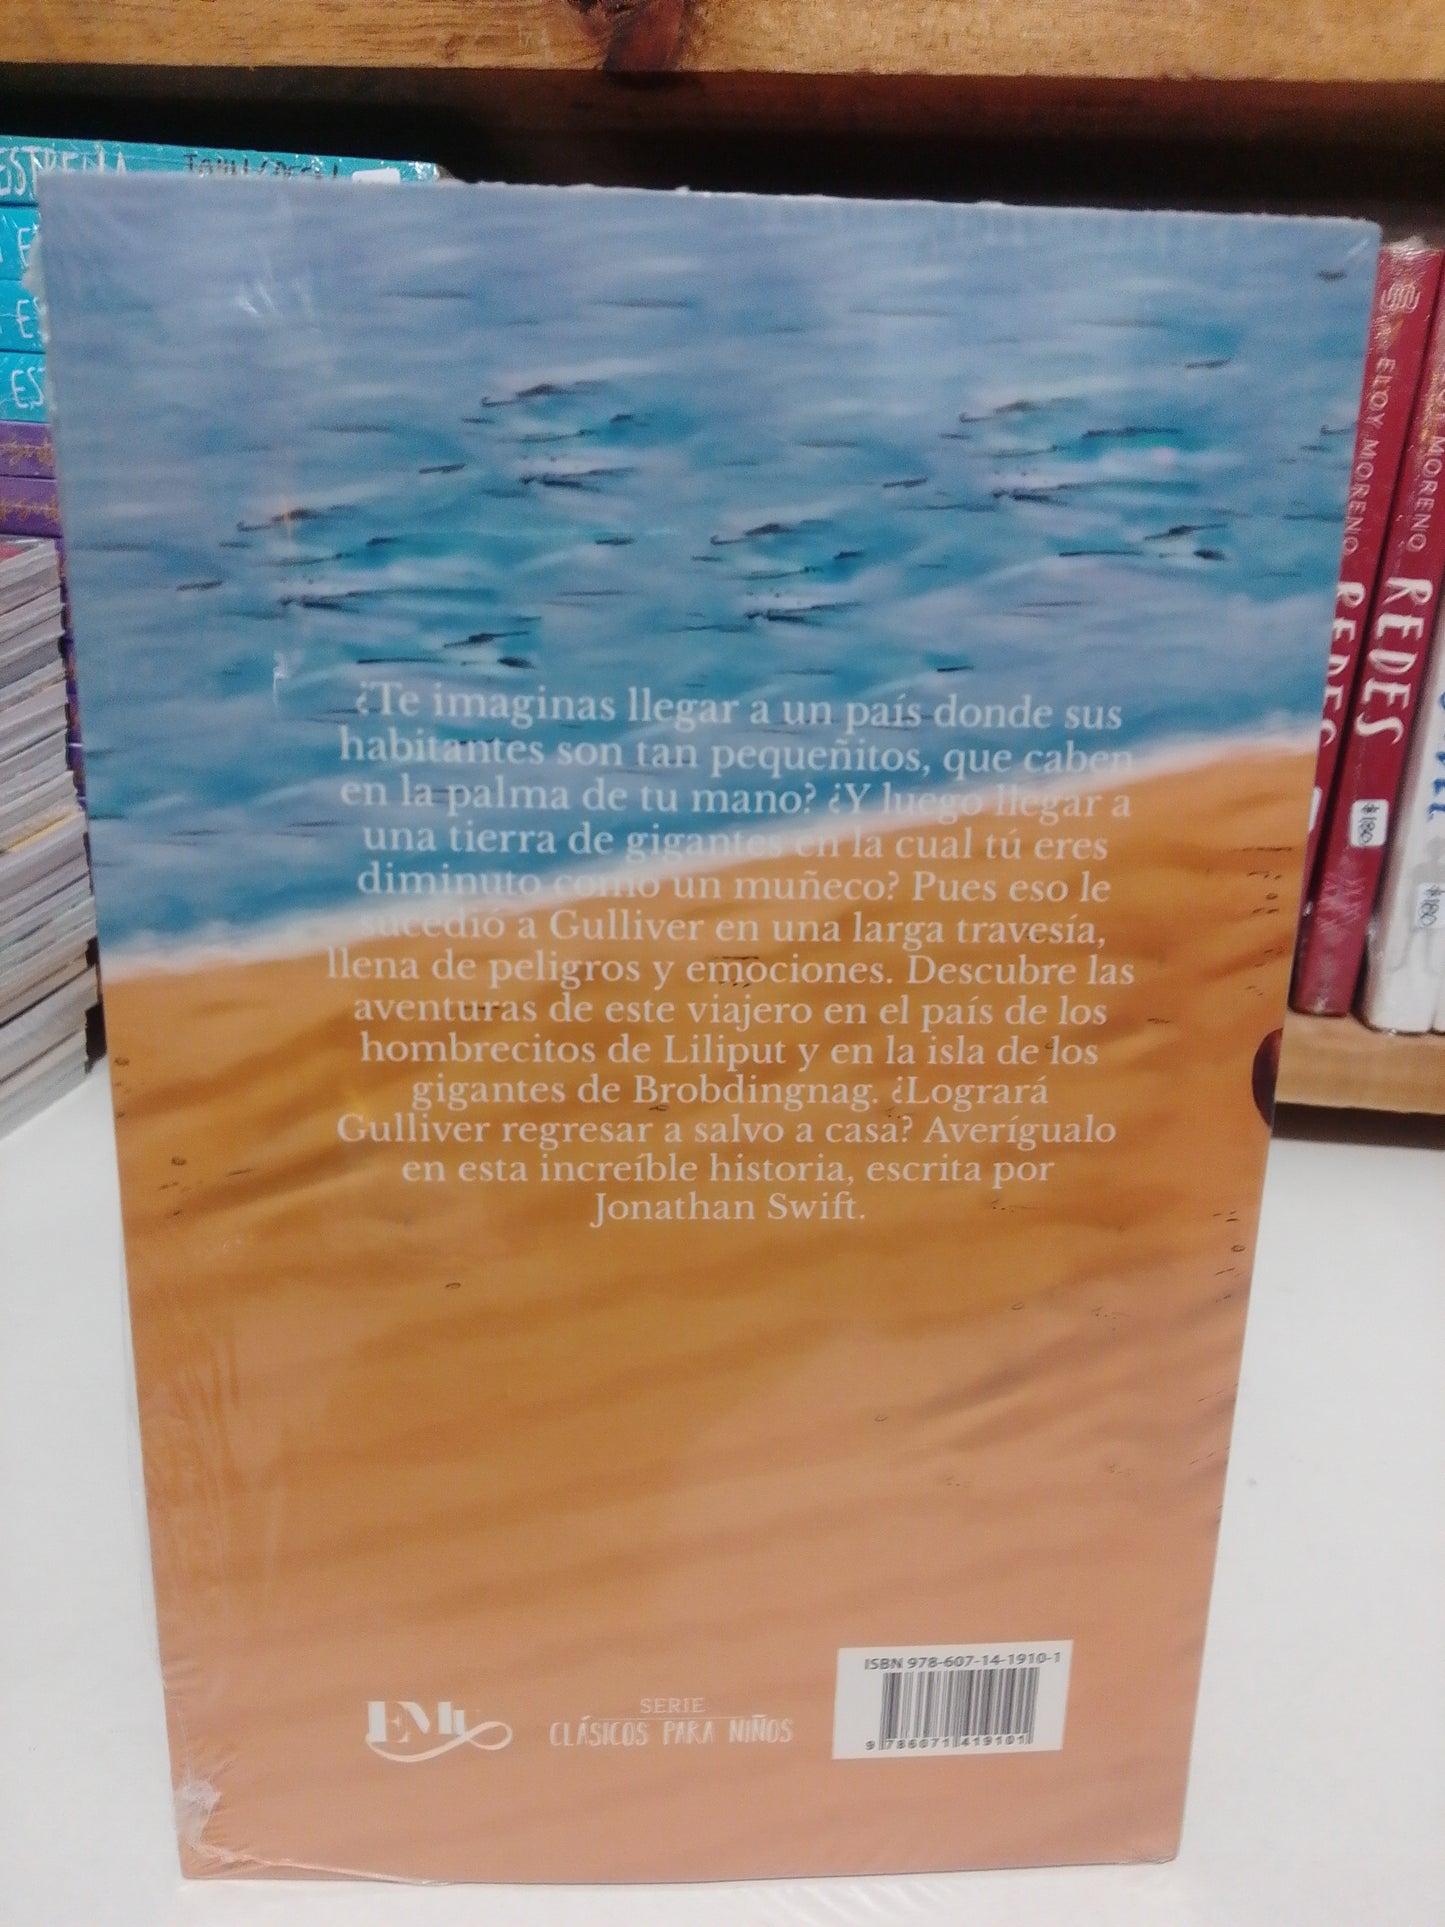 ¿Te imaginas llegar a un país donde sus
habitantes son tan pequeñitos, que caben
en la palma de tu mano? ¿Y luego llegar a
una tierra de gigantes en la cual tú eres
diminuto como un muñeco? Pues eso le
sucedió a Gulliver en una larga travesía,
llena de peligros y emociones. Descubre las
aventuras de este viajero en el país de los
hombrecitos de Liliput y en la isla de los
gigantes de Brobdingnag. ¿Logrará
Gulliver regresar a salvo a casa? Averígualo
en esta increíble historia, escrita por
Jonathan Swift.
EMU
SERIE
CLÁSICOS PARA NIÑOS
ISBN 978-607-14-1910-1
9 786071 419101
ELOY MORENO REDES
MORENO REDES
$180
$180